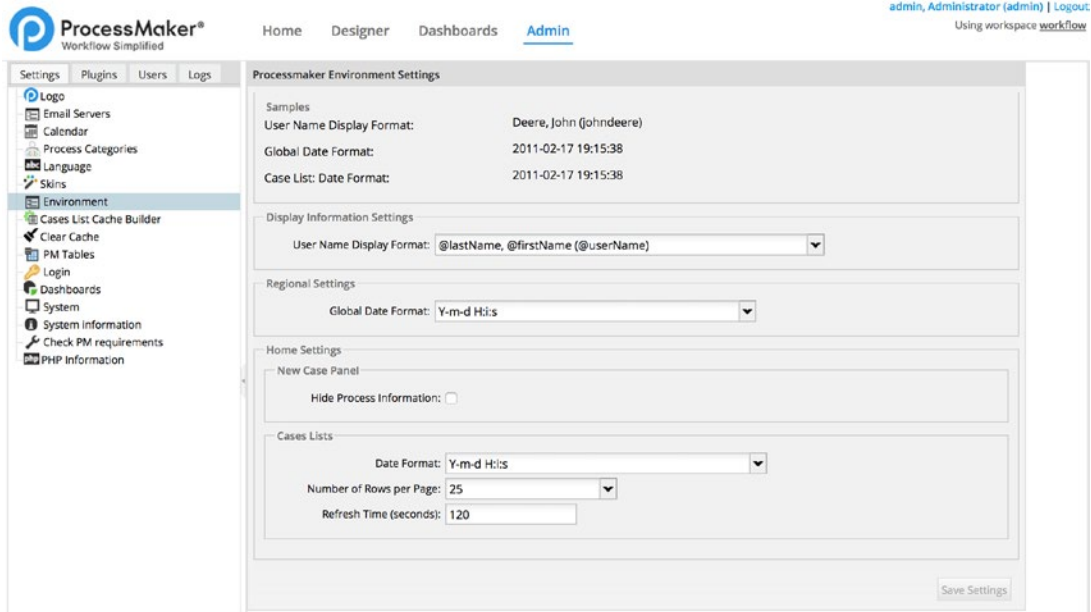 admin, Administrator (admin) | Logout
Using workspace workflow
ProcessMaker®
Workflow Simplified
Home Designer Dashboards Admin
Settings Plugins Users Logs
Logo
Email Servers
Calendar
Process Categories
abc Language
Skins
Environment
Cases List Cache Builder
Clear Cache
PM Tables
Login
Dashboards
System
System information
Check PM requirements
php PHP Information
Processmaker Environment Settings
Samples
User Name Display Format: Deere, John (johndeere)
Global Date Format: 2011-02-17 19:15:38
Case List: Date Format: 2011-02-17 19:15:38
Display Information Settings
User Name Display Format: @lastName, @firstName (@userName)
Regional Settings
Global Date Format: Y-m-d H:i:s
Home Settings
New Case Panel
Hide Process Information:
Cases Lists
Date Format: Y-m-d H:i:s
Number of Rows per Page: 25
Refresh Time (seconds): 120
Save Settings